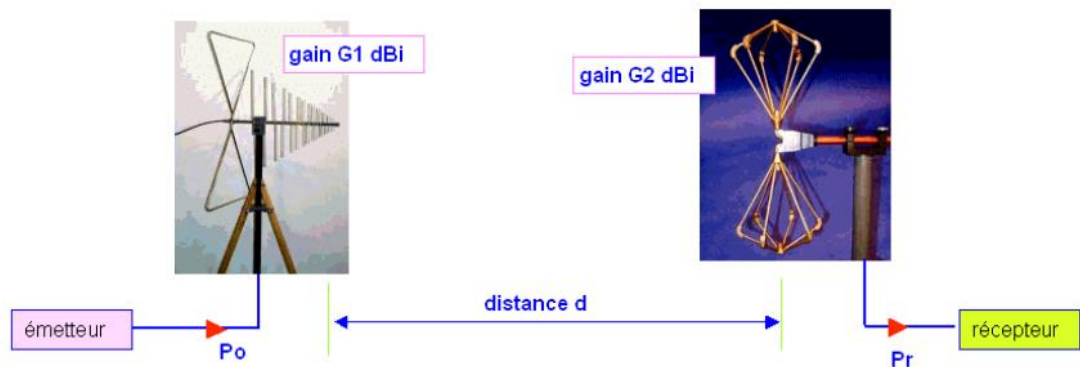 gain G1 dBi
gain G2 dBi
distance d
émetteur
Po
récepteur
Pr